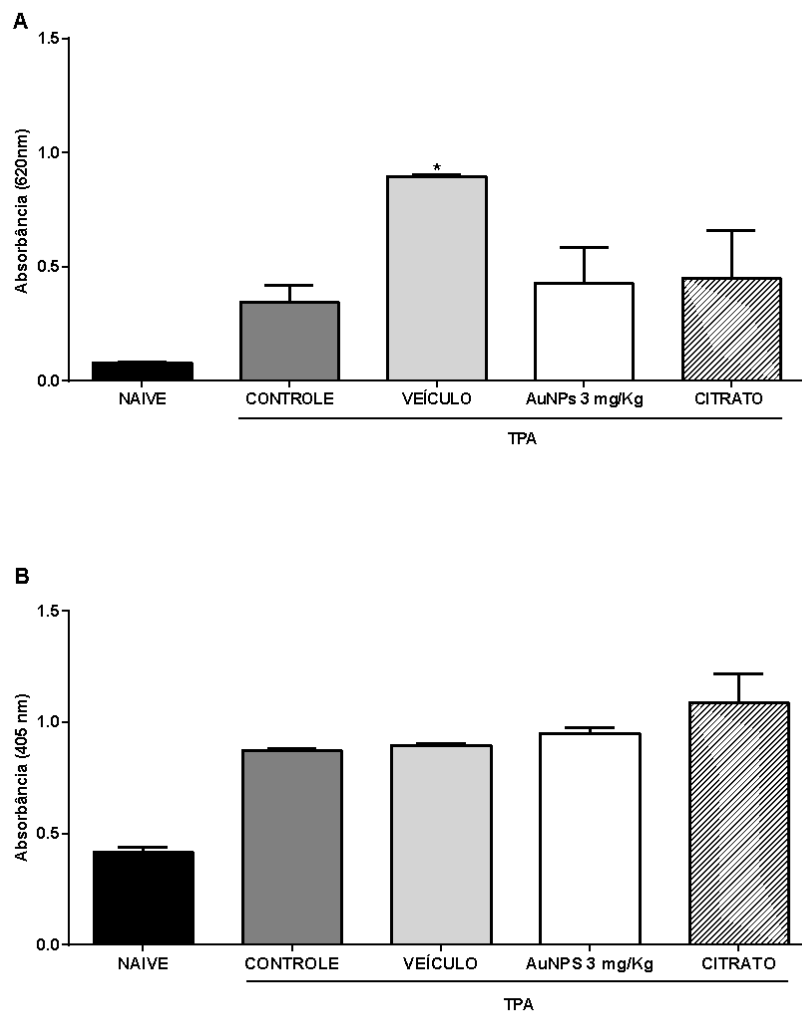 A
1.5
1.0
0.5
0.0
Absorbância (620nm)
*
NAIVE CONTROLE VEÍCULO AuNPs 3 mg/Kg CITRATO
TPA
B
1.5
1.0
0.5
0.0
Absorbância (405 nm)
NAIVE CONTROLE VEÍCULO AuNPS 3 mg/Kg CITRATO
TPA